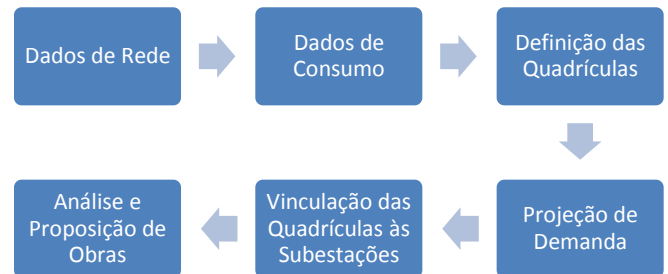 Dados de Rede
Dados de
Consumo
Definição das
Quadrículas
Projeção de
Demanda
Vinculação das
Quadrículas às
Subestações
Análise e
Proposição de
Obras